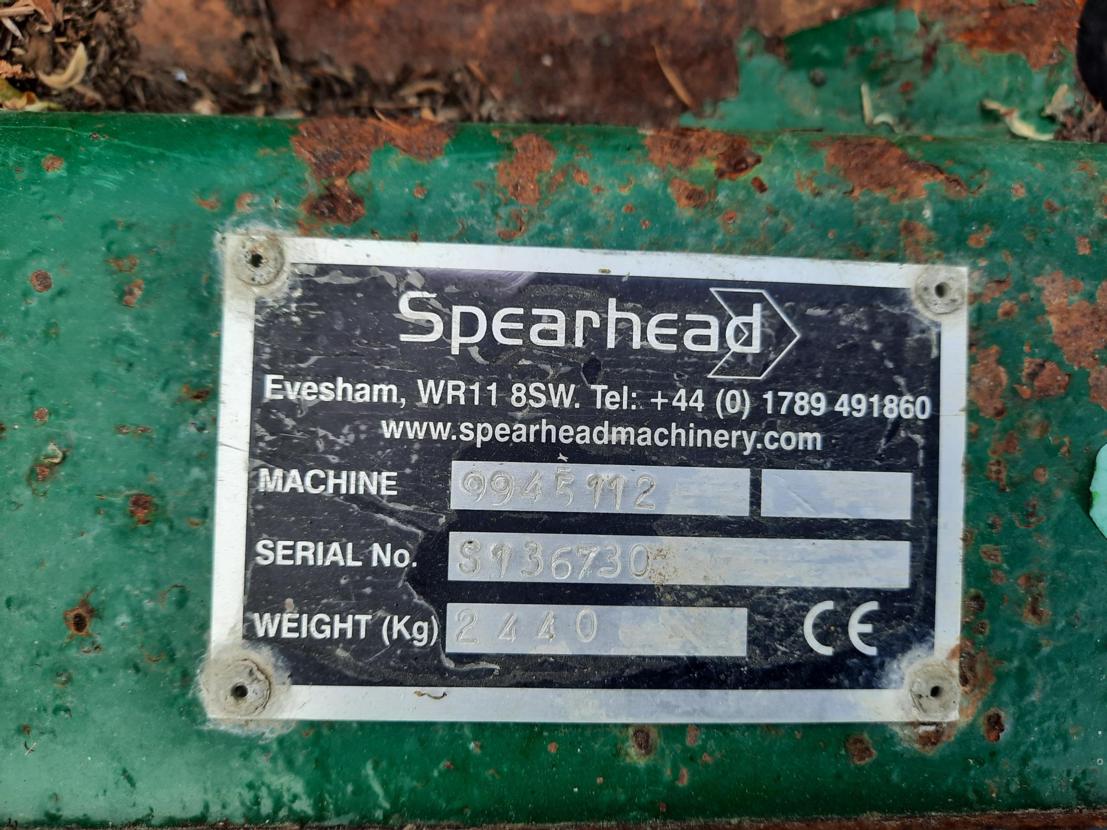 Spearhead
Evesham, WR11 8SW. Tel: +44 (0) 1789 491860
www.spearheadmachinery.com
MACHINE 9945112
SERIAL No. S136730
WEIGHT (Kg) 2440
CE